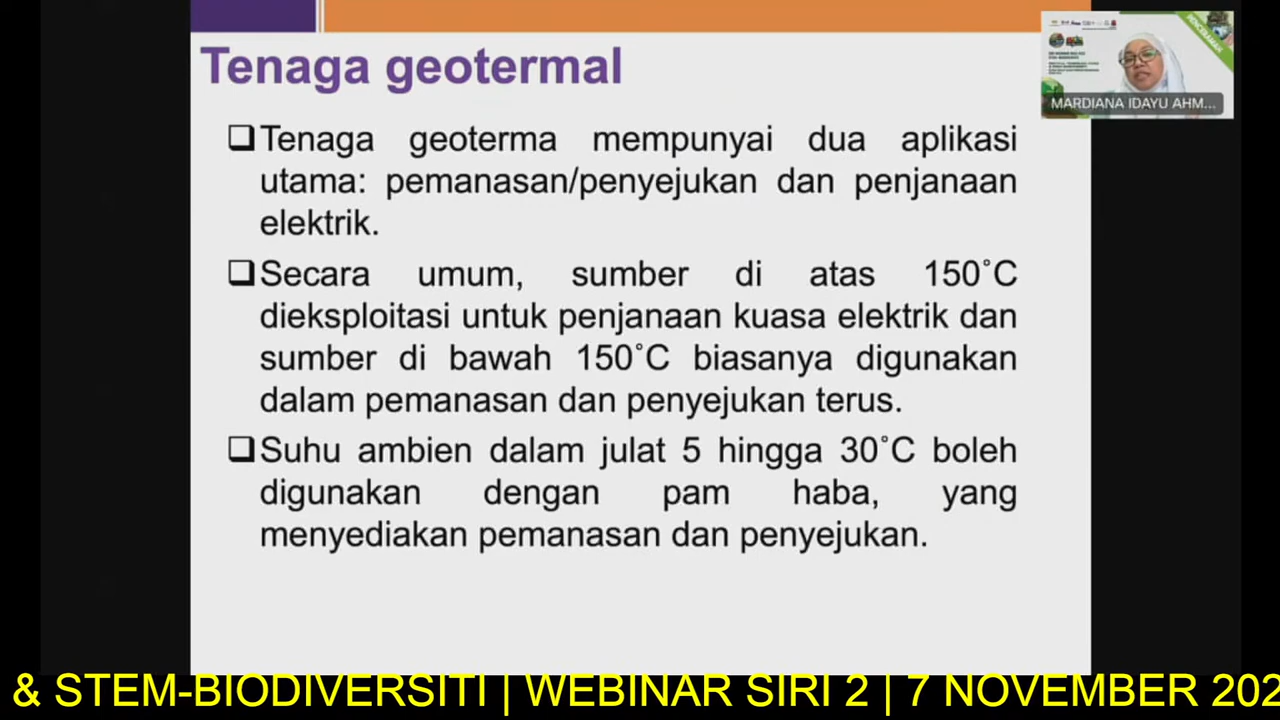 Tenaga geotermal
❑Tenaga geoterma mempunyai dua aplikasi
utama: pemanasan/penyejukan dan penjanaan
elektrik.
❑Secara umum, sumber di atas 150˚C
dieksploitasi untuk penjanaan kuasa elektrik dan
sumber di bawah 150˚C biasanya digunakan
dalam pemanasan dan penyejukan terus.
❑Suhu ambien dalam julat 5 hingga 30˚C boleh
digunakan dengan pam haba, yang
menyediakan pemanasan dan penyejukan.
PENCERAMAH
MARDIANA IDAYU AHM...
& STEM-BIODIVERSITI | WEBINAR SIRI 2 | 7 NOVEMBER 202